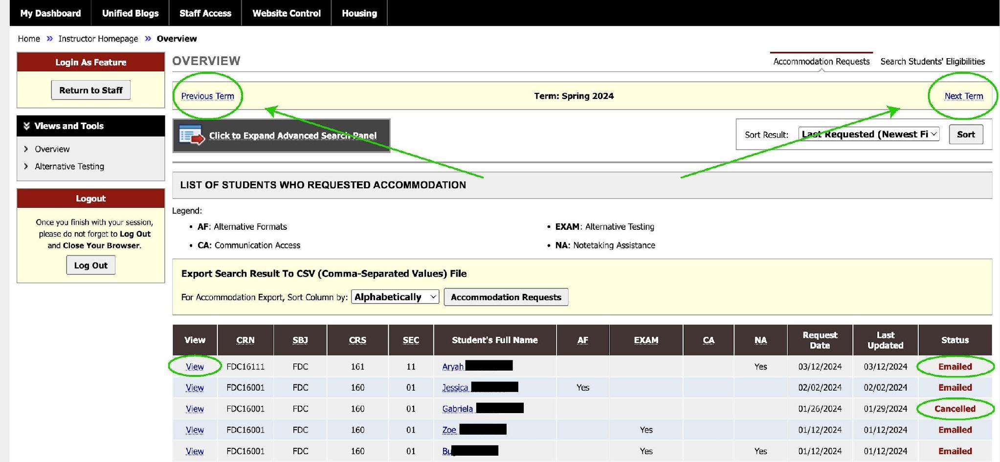 My Dashboard Unified Blogs Staff Access Website Control Housing
Home » Instructor Homepage » Overview
Login As Feature
Return to Staff
Views and Tools
Overview
Alternative Testing
Logout
Once you finish with your session,
please do not forget to Log Out
and Close Your Browser.
Log Out
OVERVIEW
Accommodation Requests Search Students' Eligibilities
Previous Term Term: Spring 2024 Next Term
Click to Expand Advanced Search Panel
Sort Result: Last Requested (Newest Fi Sort
LIST OF STUDENTS WHO REQUESTED ACCOMMODATION
Legend:
• AF: Alternative Formats
• CA: Communication Access
• EXAM: Alternative Testing
• NA: Notetaking Assistance
Export Search Result To CSV (Comma-Separated Values) File
For Accommodation Export, Sort Column by: Alphabetically Accommodation Requests
View CRN SBJ CRS SEC Student's Full Name AF EXAM CA NA Request Date Last Updated Status
View FDC16111 FDC 161 11 Aryah Yes 03/12/2024 03/12/2024 Emailed
View FDC16001 FDC 160 01 Jessica Yes 02/02/2024 02/02/2024 Emailed
View FDC16001 FDC 160 01 Gabriela 01/26/2024 01/29/2024 Cancelled
View FDC16001 FDC 160 01 Zoe Yes 01/12/2024 01/12/2024 Emailed
View FDC16001 FDC 160 01 Yes Yes 01/12/2024 01/12/2024 Emailed